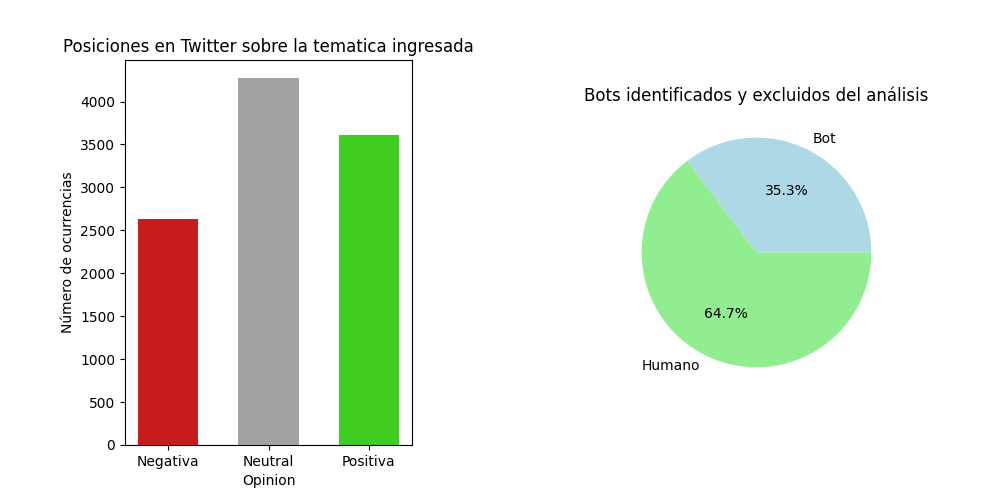 Posiciones en Twitter sobre la tematica ingresada
Número de ocurrencias
4000
3500
3000
2500
2000
1500
1000
500
0
Negativa
Neutral
Positiva
Opinion
Bots identificados y excluidos del análisis
Bot
35.3%
64.7%
Humano